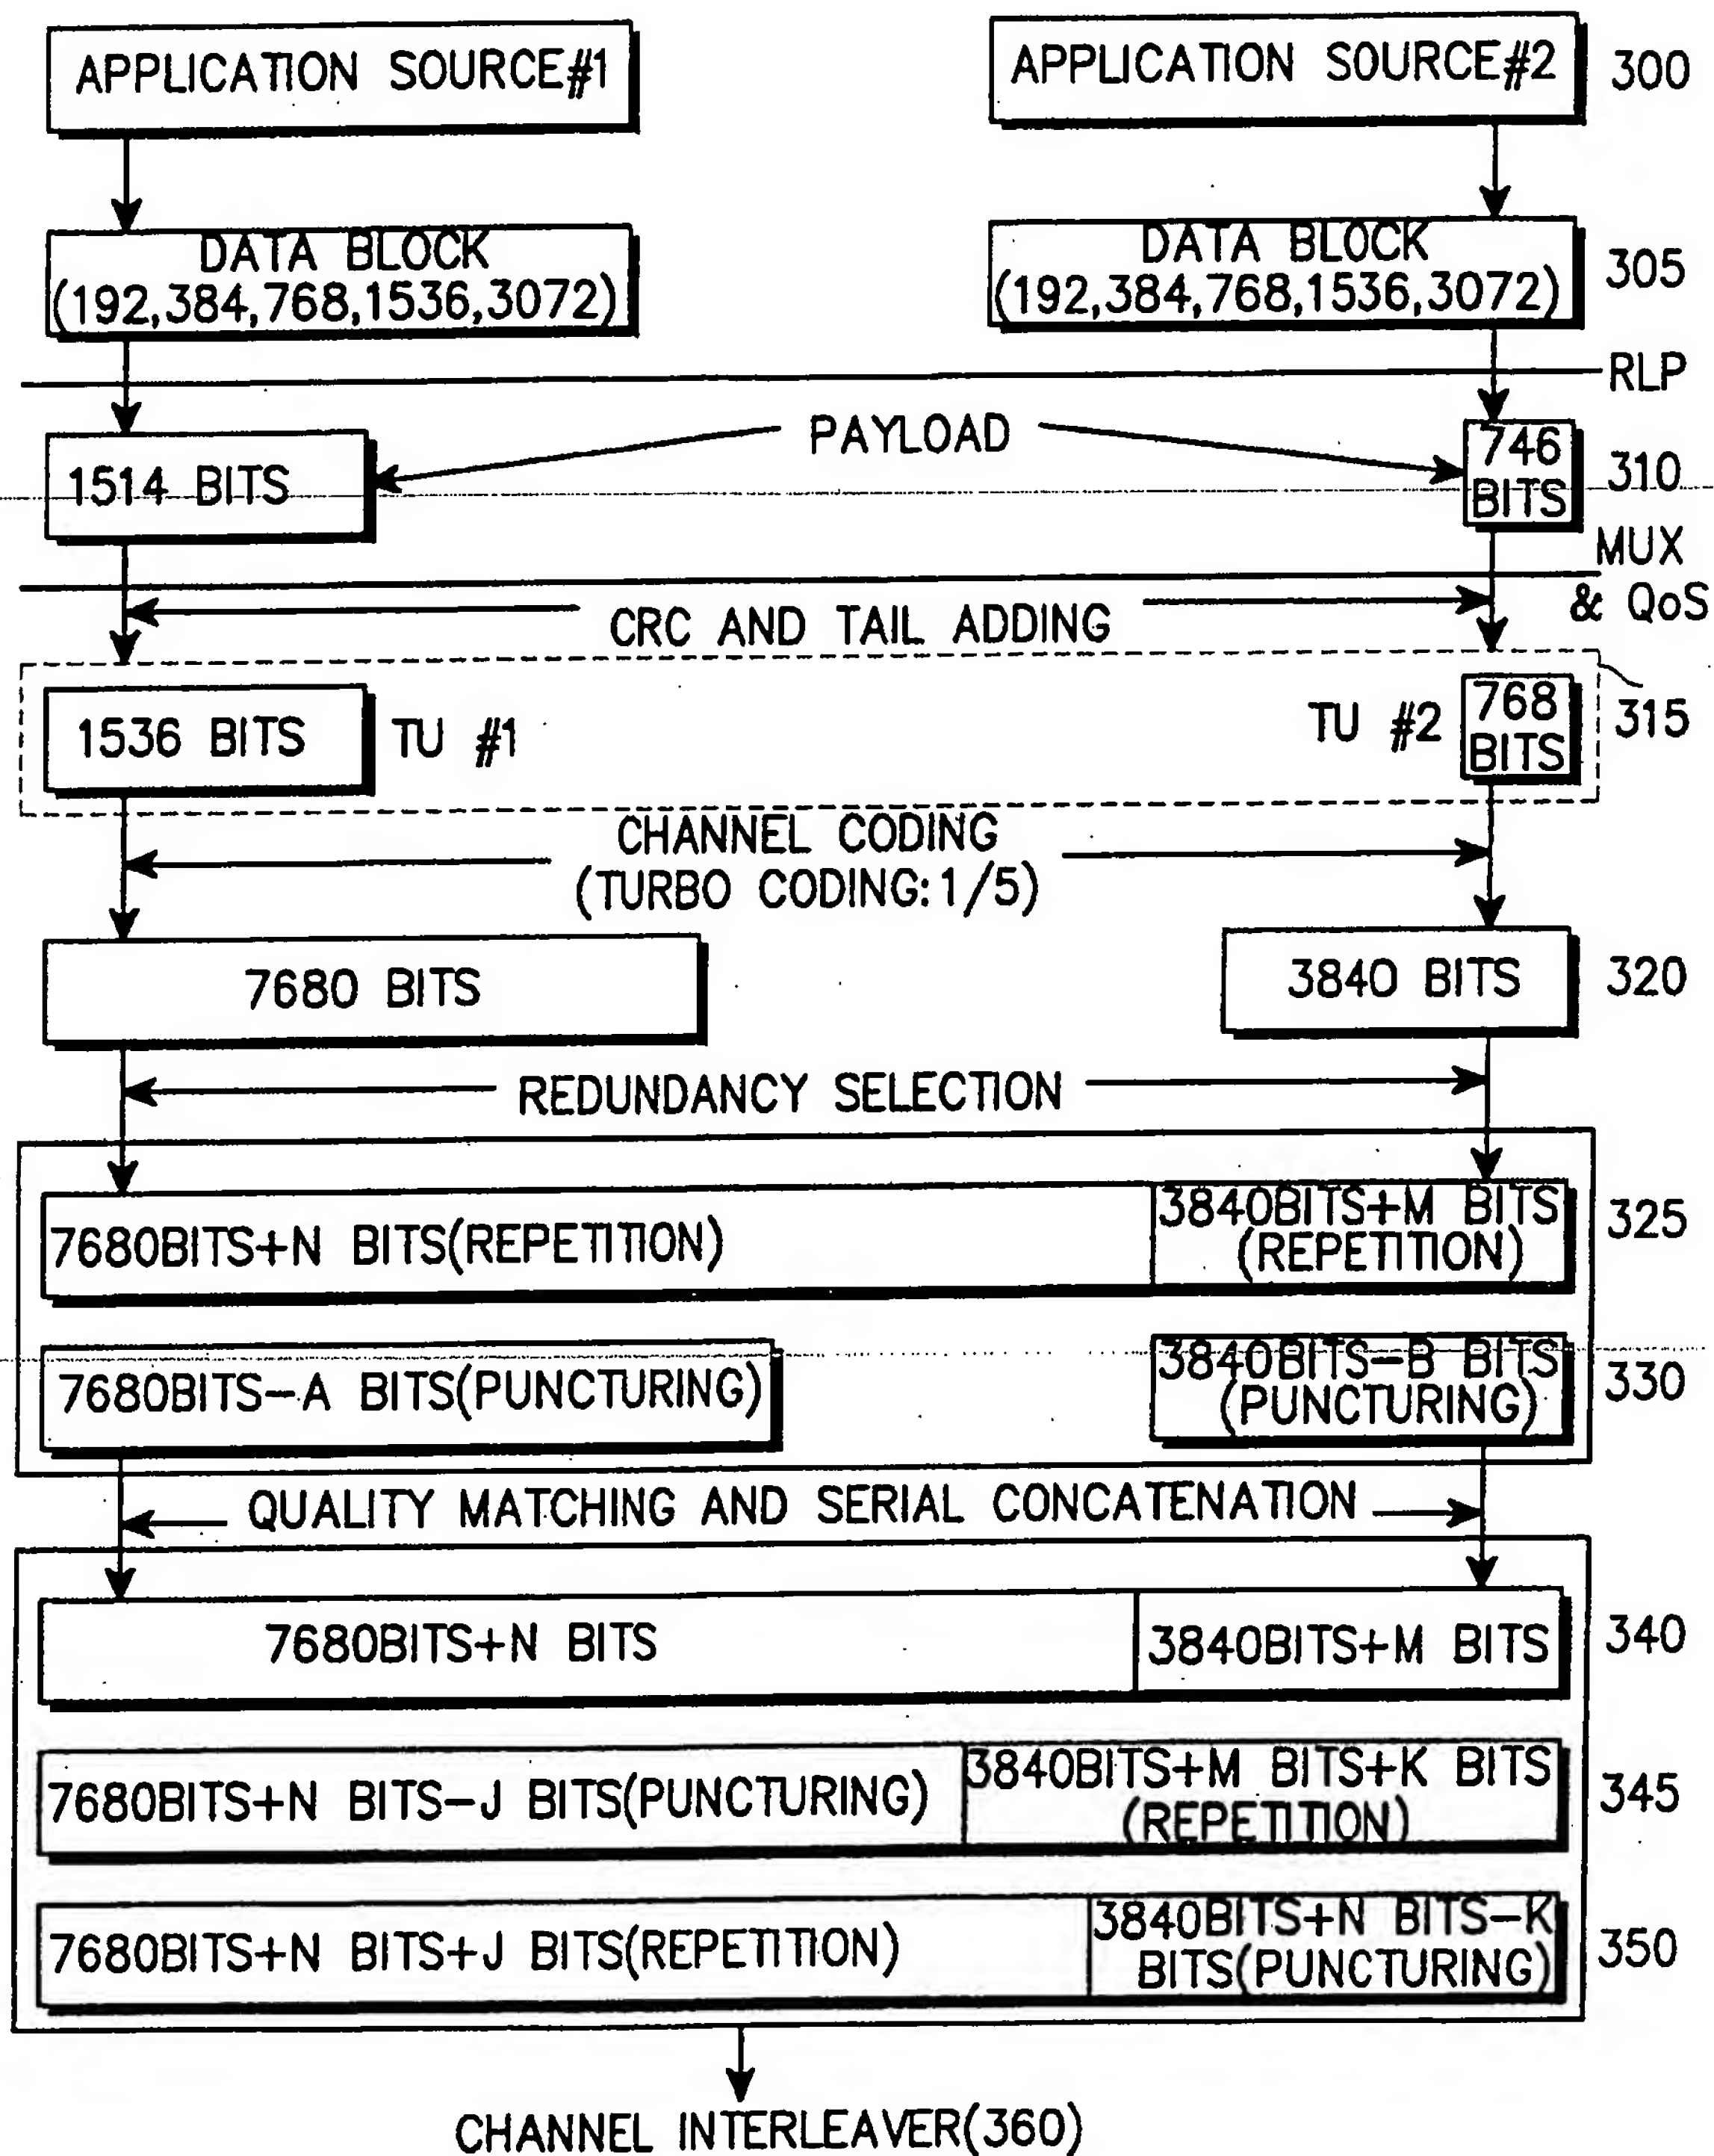 APPLICATION SOURCE#1
APPLICATION SOURCE#2
300
DATA BLOCK
(192,384,768,1536,3072)
DATA BLOCK
(192,384,768,1536,3072)
305
RLP
PAYLOAD
1514 BITS
746
BITS
310
MUX
& QoS
CRC AND TAIL ADDING
1536 BITS
TU #1
TU #2
768
BITS
315
CHANNEL CODING
(TURBO CODING:1/5)
7680 BITS
3840 BITS
320
REDUNDANCY SELECTION
7680BITS+N BITS(REPETITION)
3840BITS+M BITS
(REPETITION)
325
7680BITS-A BITS(PUNCTURING)
3840BITS-B BITS
(PUNCTURING)
330
QUALITY MATCHING AND SERIAL CONCATENATION
7680BITS+N BITS
3840BITS+M BITS
340
7680BITS+N BITS-J BITS(PUNCTURING)
3840BITS+M BITS+K BITS
(REPETITION)
345
7680BITS+N BITS+J BITS(REPETITION)
3840BITS+N BITS-K
BITS(PUNCTURING)
350
CHANNEL INTERLEAVER(360)